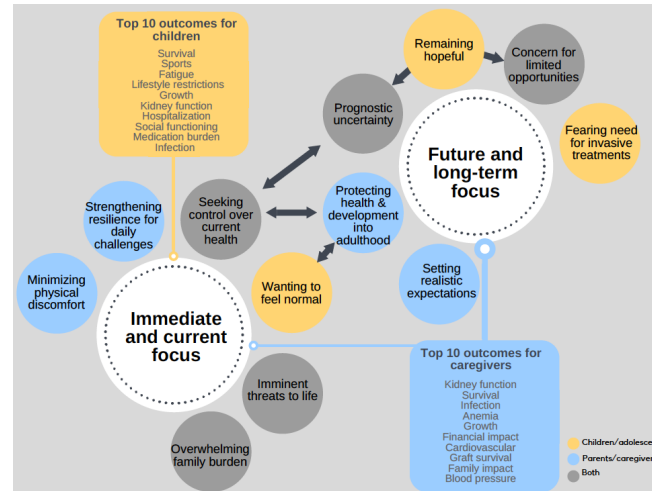 Top 10 outcomes for
children
Survival
Sports
Fatigue
Lifestyle restrictions
Growth
Kidney function
Hospitalization
Social functioning
Medication burden
Infection
Remaining
hopeful
Concern for
limited
opportunities
Prognostic
uncertainty
Fearing need
for invasive
treatments
Future and
long-term
focus
Strengthening
resilience for
daily
challenges
Seeking
control over
current
health
Protecting
health &
development
into
adulthood
Minimizing
physical
discomfort
Wanting to
feel normal
Setting
realistic
expectations
Immediate
and current
focus
Imminent
threats to life
Overwhelming
family burden
Top 10 outcomes for
caregivers
Kidney function
Survival
Infection
Anemia
Growth
Financial impact
Cardiovascular
Graft survival
Family impact
Blood pressure
Children/adolesce
Parents/caregiver
Both